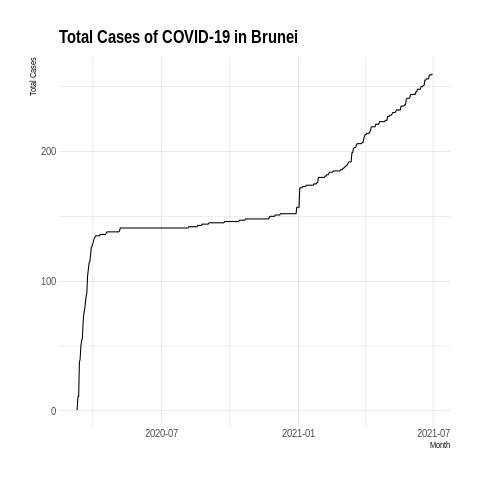 Total Cases of COVID-19 in Brunei
Total Cases
200
100
0
2020-07
2021-01
2021-07
Month